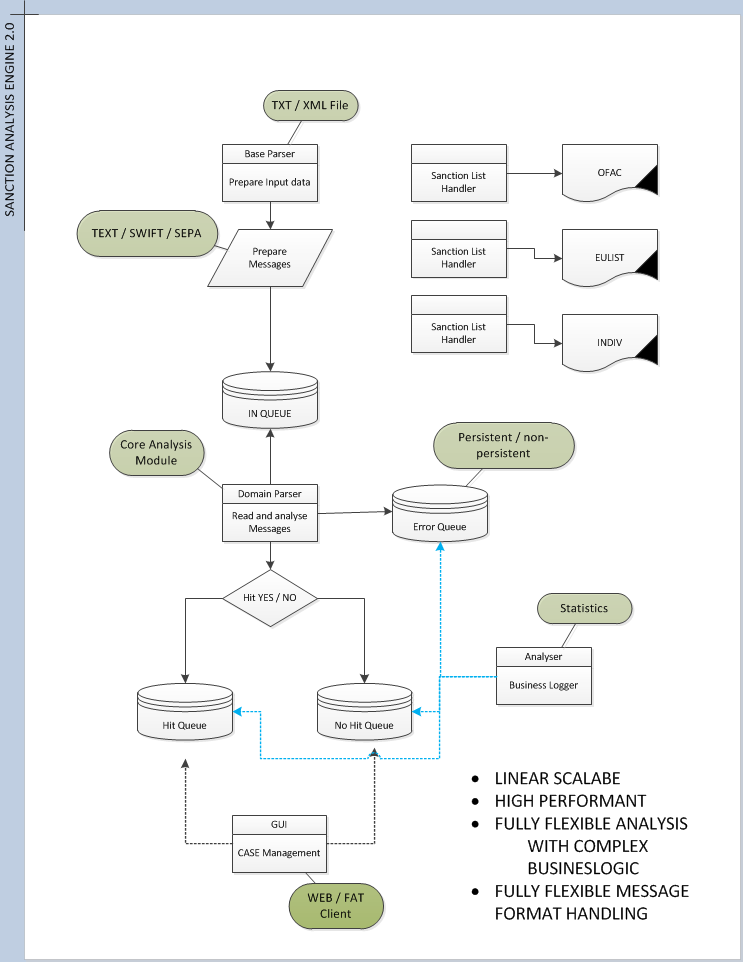 SANCTION ANALYSIS ENGINE 2.0
TXT / XML File
Base Parser
Prepare Input data
TEXT / SWIFT / SEPA
Prepare
Messages
Sanction List
Handler
OFAC
Sanction List
Handler
EULIST
Sanction List
Handler
INDIV
IN QUEUE
Core Analysis
Module
Domain Parser
Read and analyse
Messages
Persistent / non-
persistent
Error Queue
Hit YES / NO
Statistics
Analyser
Business Logger
Hit Queue
No Hit Queue
GUI
CASE Management
WEB / FAT
Client
• LINEAR SCALABE
• HIGH PERFORMANT
• FULLY FLEXIBLE ANALYSIS
WITH COMPLEX
BUSINESLOGIC
• FULLY FLEXIBLE MESSAGE
FORMAT HANDLING